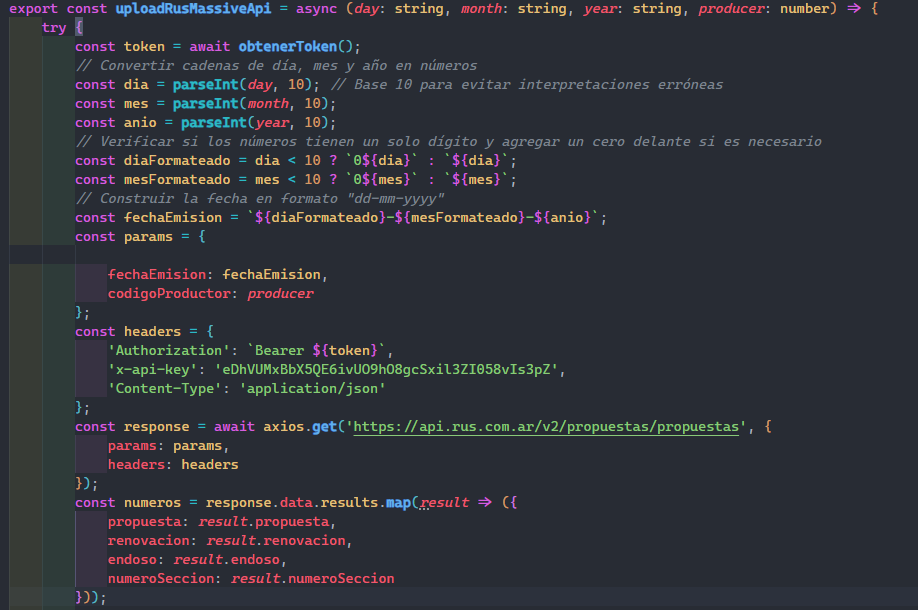 export const uploadRusMassiveApi = async (day: string, month: string, year: string, producer: number) => {
try {
const token = await obtenerToken();
// Convertir cadenas de día, mes y año en números
const dia = parseInt(day, 10); // Base 10 para evitar interpretaciones erróneas
const mes = parseInt(month, 10);
const anio = parseInt(year, 10);
// Verificar si los números tienen un solo dígito y agregar un cero delante si es necesario
const diaFormateado = dia < 10 ? `0${dia}` : `${dia}`;
const mesFormateado = mes < 10 ? `0${mes}` : `${mes}`;
// Construir la fecha en formato "dd-mm-yyyy"
const fechaEmision = `${diaFormateado}-${mesFormateado}-${anio}`;
const params = {
fechaEmision: fechaEmision,
codigoProductor: producer
};
const headers = {
'Authorization': `Bearer ${token}`,
'x-api-key': 'eDhVUMxBbX5QE6ivUO9hO8gcSxil3ZI058vIs3pZ',
'Content-Type': 'application/json'
};
const response = await axios.get('https://api.rus.com.ar/v2/propuestas/propuestas', {
params: params,
headers: headers
});
const numeros = response.data.results.map(result => ({
propuesta: result.propuesta,
renovacion: result.renovacion,
endoso: result.endoso,
numeroSeccion: result.numeroSeccion
}));